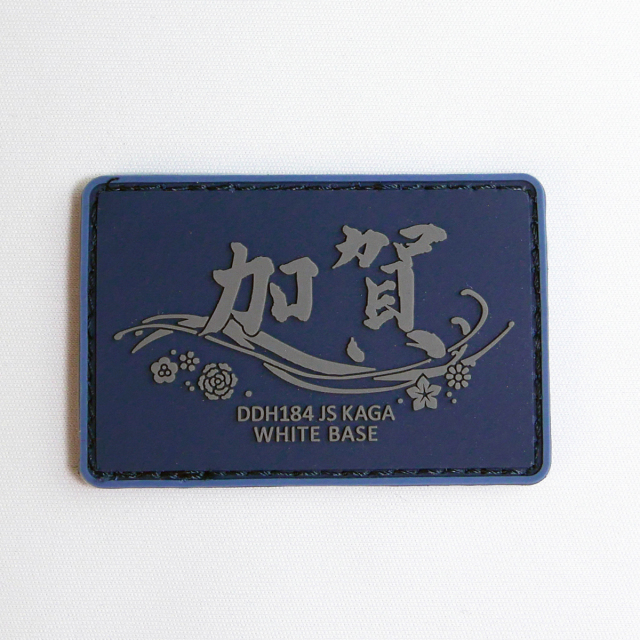 加賀
DDH184 JS KAGA
WHITE BASE